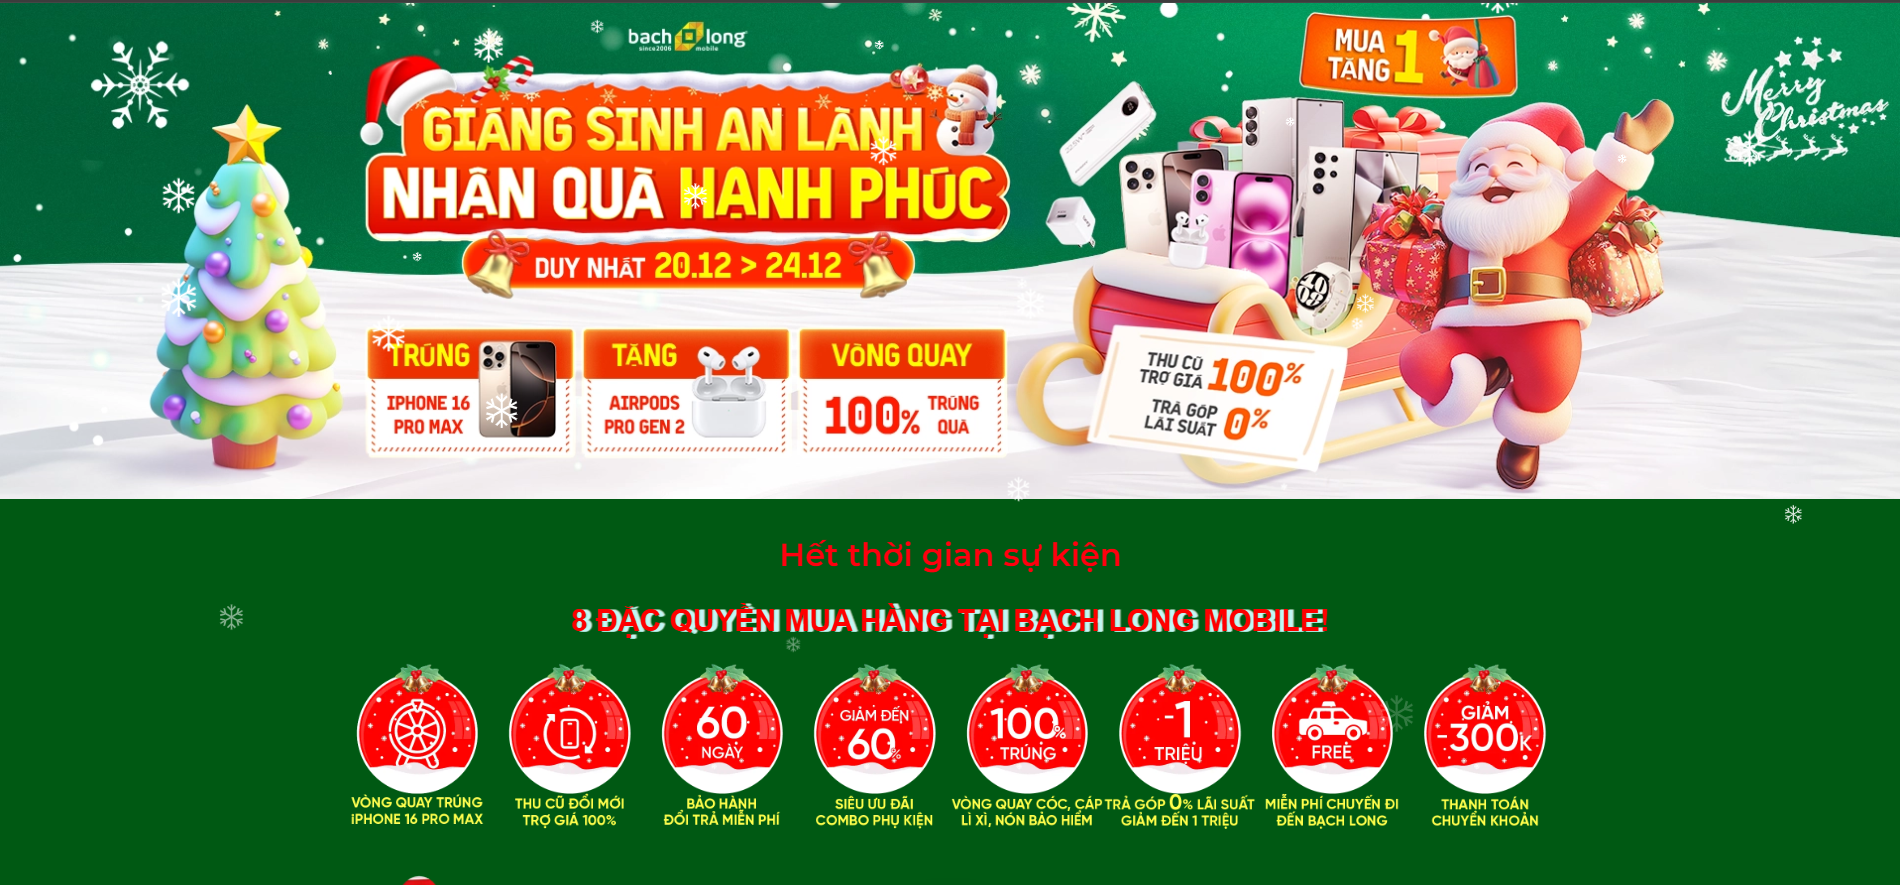 bach long
since2006 mobile
MUA
TẶNG 1
Merry
Christmas
GIÁNG SINH AN LÀNH
NHẬN QUÀ HẠNH PHÚC
DUY NHẤT 20.12 > 24.12
TRÚNG
IPHONE 16
PRO MAX
TẶNG
AIRPODS
PRO GEN 2
VÒNG QUAY
100% TRÚNG
QUÀ
THU CŨ
TRỢ GIÁ 100%
TRẢ GÓP
LÃI SUẤT 0%
Hết thời gian sự kiện
8 ĐẶC QUYỀN MUA HÀNG TẠI BẠCH LONG MOBILE!
VÒNG QUAY TRÚNG
iPHONE 16 PRO MAX
THU CŨ ĐỔI MỚI
TRỢ GIÁ 100%
60
NGÀY
BẢO HÀNH
ĐỔI TRẢ MIỄN PHÍ
GIẢM ĐẾN
60%
SIÊU ƯU ĐÃI
COMBO PHỤ KIỆN
100%
TRÚNG
VÒNG QUAY CÓC, CÁP
LÌ XÌ, NÓN BẢO HIỂM
-1
TRIỆU
TRẢ GÓP 0% LÃI SUẤT
GIẢM ĐẾN 1 TRIỆU
FREE
MIỄN PHÍ CHUYẾN ĐI
ĐẾN BẠCH LONG
GIẢM
-300K
THANH TOÁN
CHUYỂN KHOẢN